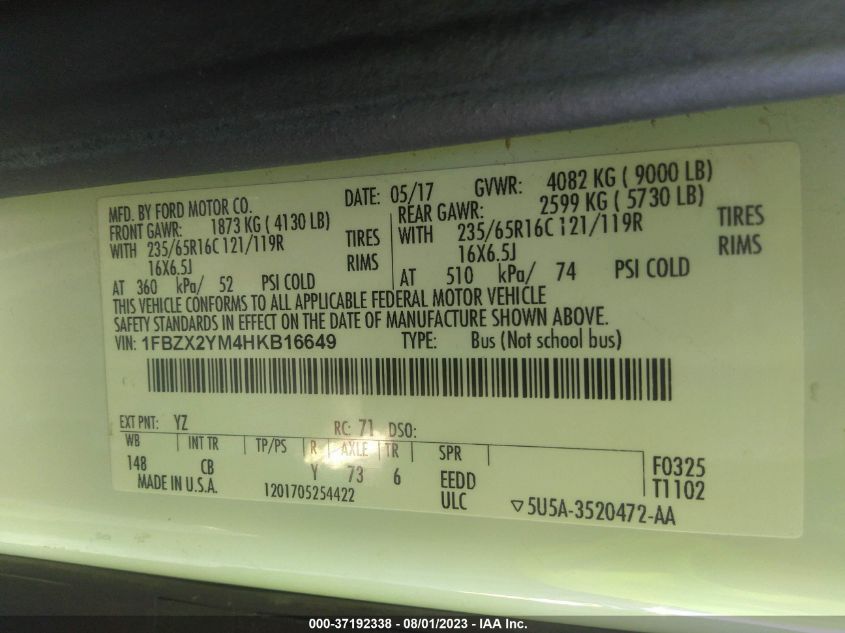 MFD. BY FORD MOTOR CO. DATE: 05/17 GVWR: 4082 KG ( 9000 LB)
FRONT GAWR: 1873 KG ( 4130 LB) REAR GAWR: 2599 KG ( 5730 LB)
WITH 235/65R16C 121/119R TIRES WITH 235/65R16C 121/119R TIRES
16X6.5J RIMS 16X6.5J RIMS
AT 360 kPa/ 52 PSI COLD AT 510 kPa/ 74 PSI COLD
THIS VEHICLE CONFORMS TO ALL APPLICABLE FEDERAL MOTOR VEHICLE
SAFETY STANDARDS IN EFFECT ON THE DATE OF MANUFACTURE SHOWN ABOVE.
VIN: 1FBZX2YM4HKB16649 TYPE: Bus (Not school bus)
EXT PNT: YZ RC: 71 DSO:
WB INT TR TP/PS R AXLE TR SPR
148 CB Y 73 6 EEDD F0325
MADE IN U.S.A. 1201705254422 ULC T1102
▽5U5A-3520472-AA
000-37192338 - 08/01/2023 - IAA Inc.